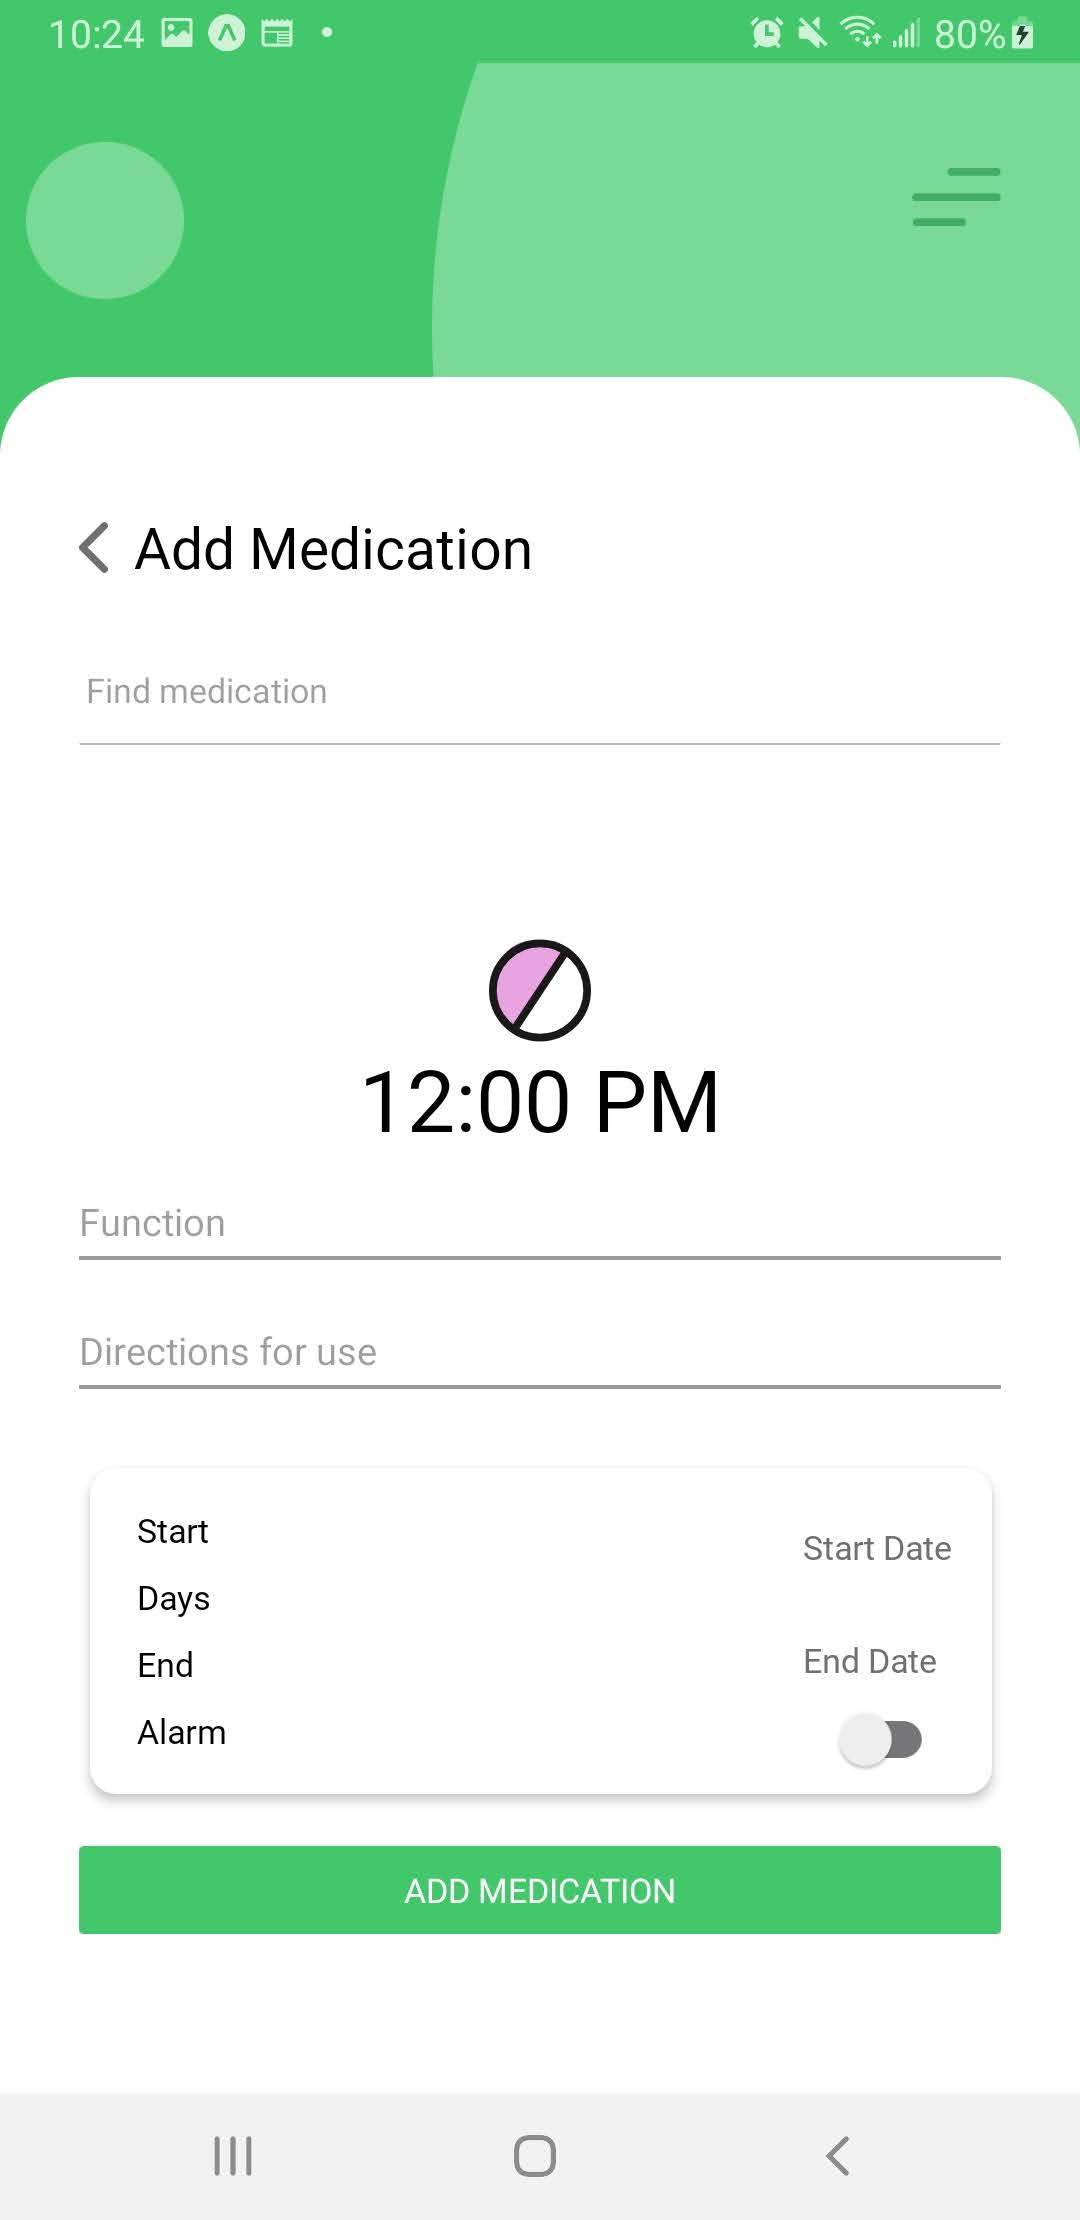 10:24 80%
Add Medication
Find medication
12:00 PM
Function
Directions for use
Start
Start Date
Days
End
End Date
Alarm
ADD MEDICATION